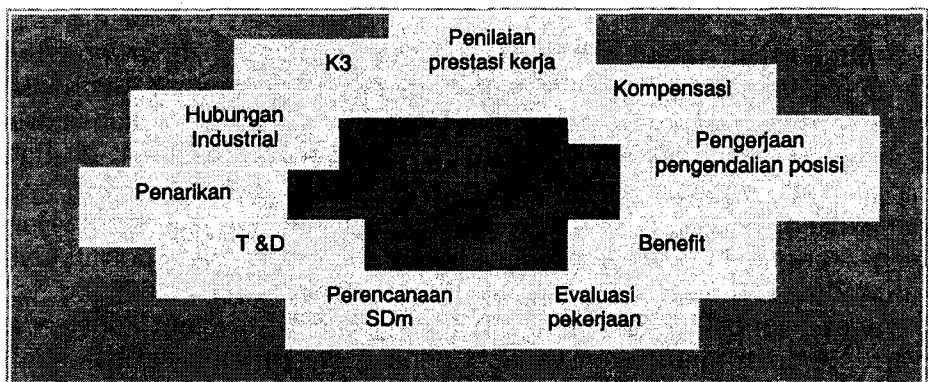 Penilaian
prestasi kerja
K3
Kompensasi
Hubungan
Industrial
Pengerjaan
pengendalian posisi
Penarikan
T &D
Benefit
Perencanaan
SDm
Evaluasi
pekerjaan